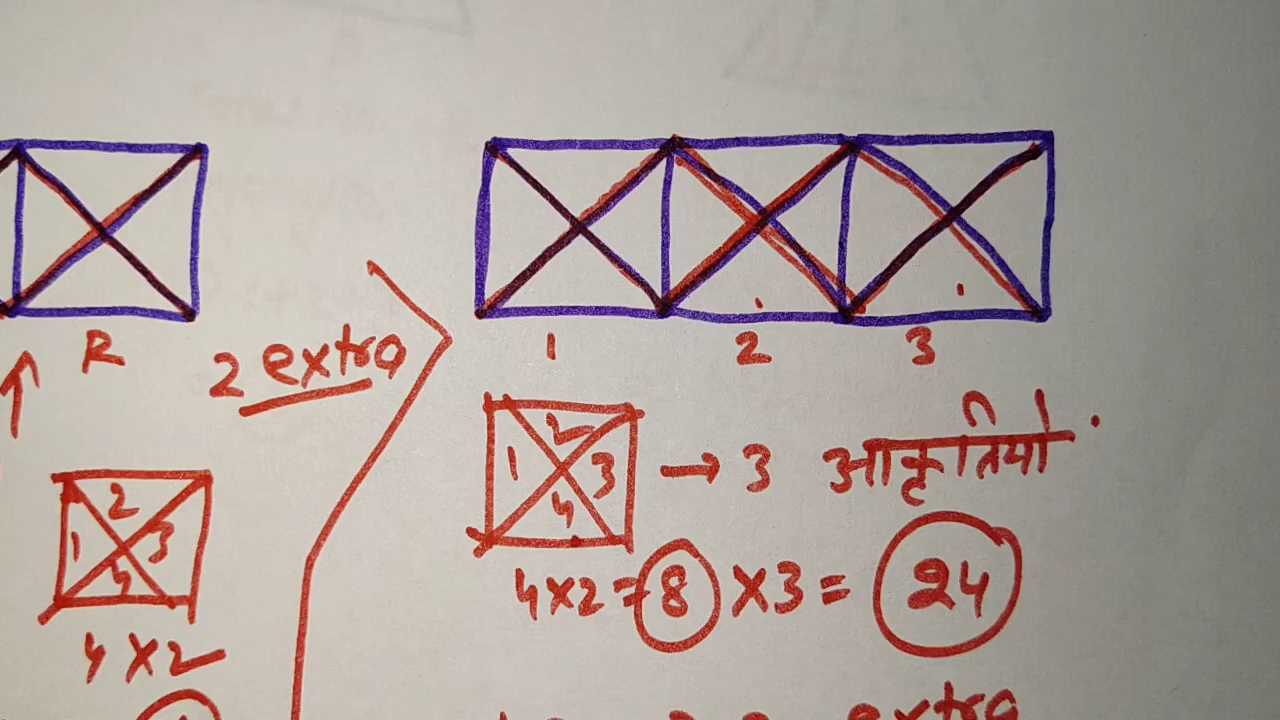 R
2 extra
1 2 3
2
1 3
4
4×2
2
1 3
4
→ 3 आकृतियाँ
4×2=8 ×3= 24
extra